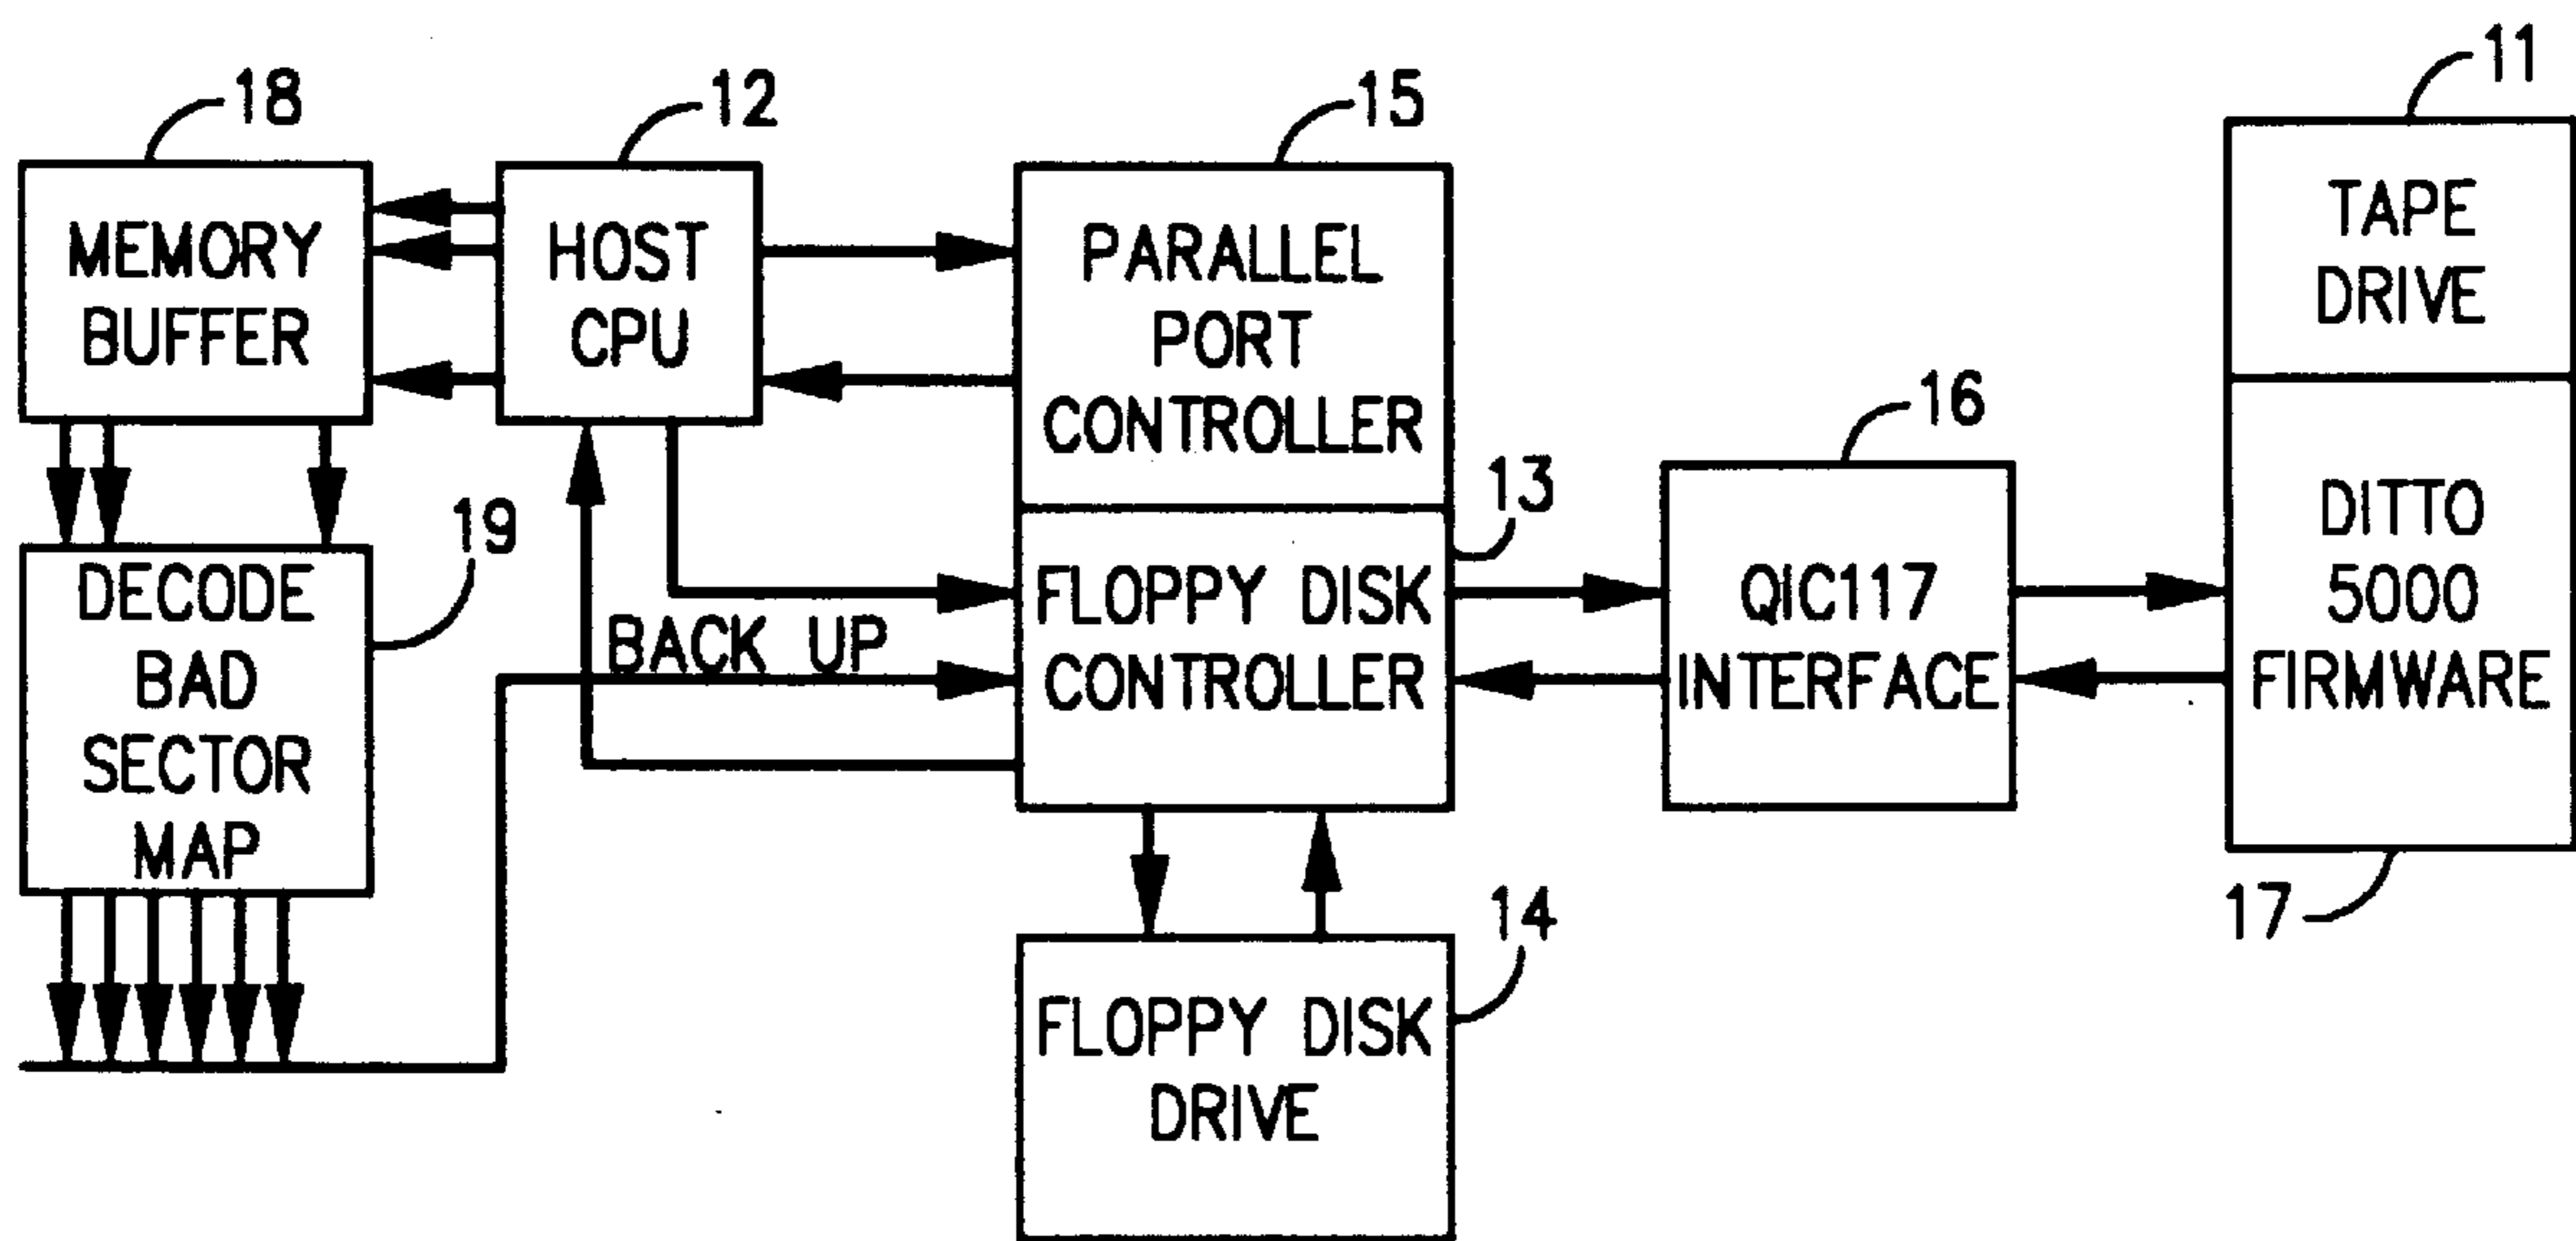 18
12
15
11
MEMORY
BUFFER
HOST
CPU
PARALLEL
PORT
CONTROLLER
TAPE
DRIVE
16
13
19
DECODE
BAD
SECTOR
MAP
BACK UP
FLOPPY DISK
CONTROLLER
QIC117
INTERFACE
DITTO
5000
FIRMWARE
17
14
FLOPPY DISK
DRIVE